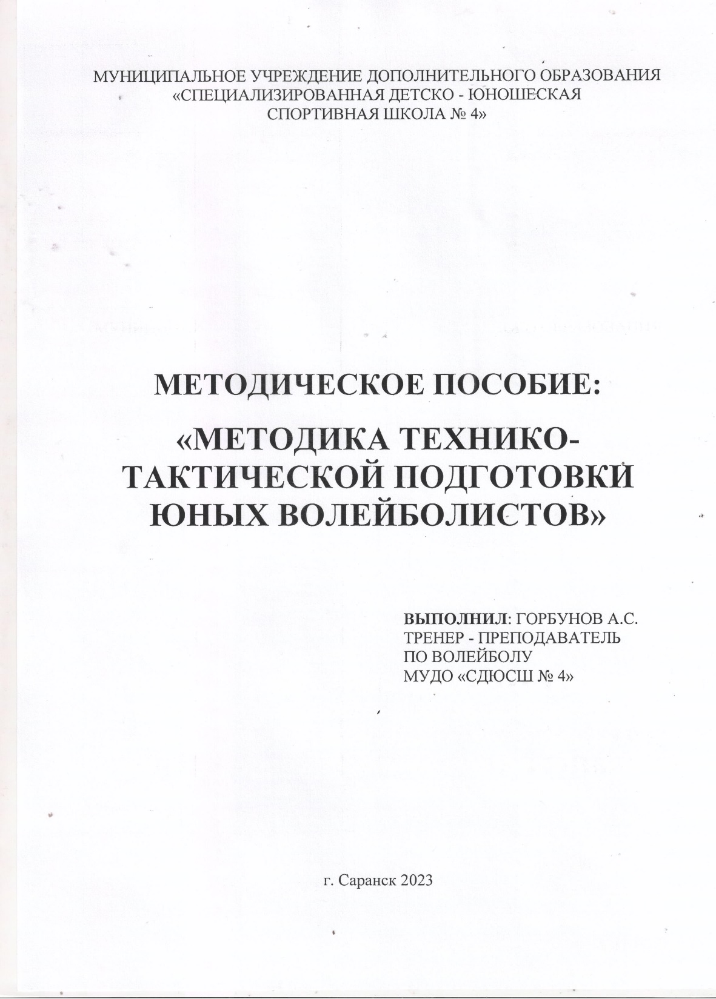 МУНИЦИПАЛЬНОЕ УЧРЕЖДЕНИЕ ДОПОЛНИТЕЛЬНОГО ОБРАЗОВАНИЯ
«СПЕЦИАЛИЗИРОВАННАЯ ДЕТСКО - ЮНОШЕСКАЯ
СПОРТИВНАЯ ШКОЛА № 4»
МЕТОДИЧЕСКОЕ ПОСОБИЕ:
«МЕТОДИКА ТЕХНИКО-
ТАКТИЧЕСКОЙ ПОДГОТОВКИ
ЮНЫХ ВОЛЕЙБОЛИСТОВ»
ВЫПОЛНИЛ: ГОРБУНОВ А.С.
ТРЕНЕР - ПРЕПОДАВАТЕЛЬ
ПО ВОЛЕЙБОЛУ
МУДО «СДЮСШ № 4»
г. Саранск 2023